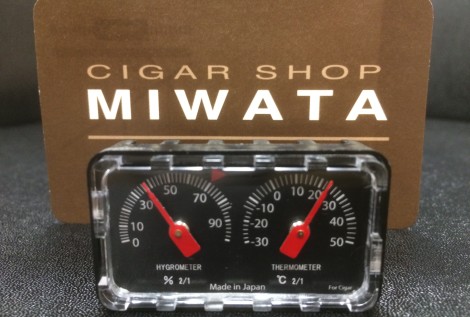 CIGAR SHOP
MIWATA
0 10 30 50 70 90
-30 -20 -10 0 10 20 30 40 50
HYGROMETER
THERMOMETER
% 2/1
℃ 2/1
Made in Japan
For Cigar